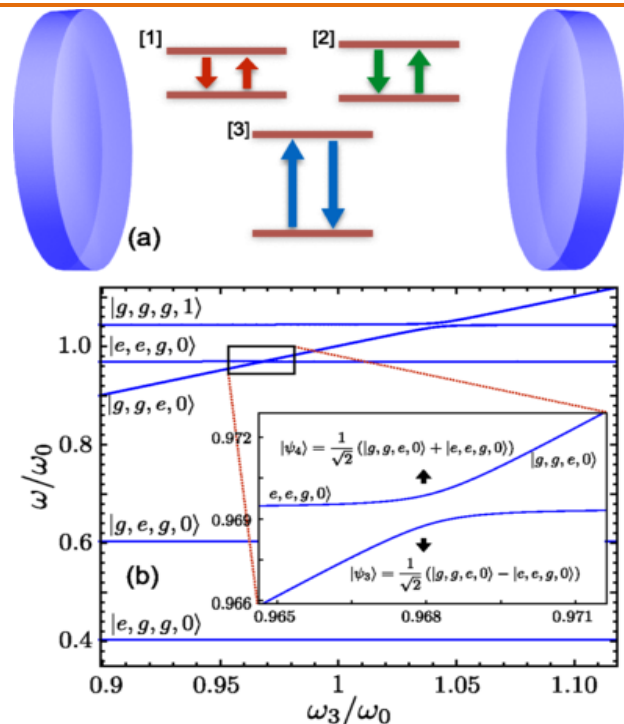 [1]
[2]
[3]
(a)
|g, g, g, 1⟩
|e, e, g, 0⟩
|g, g, e, 0⟩
|g, e, g, 0⟩
(b)
|e, g, g, 0⟩
ω/ω₀
1.0
0.8
0.6
0.4
0.9
0.95
1
1.05
1.10
ω₃/ω₀
0.972
0.969
0.966
0.965
0.968
0.971
|ψ₄⟩ = 1/√2 (|g, g, e, 0⟩ + |e, e, g, 0⟩)
|g, g, e, 0⟩
e, e, g, 0⟩
|ψ₃⟩ = 1/√2 (|g, g, e, 0⟩ − |e, e, g, 0⟩)